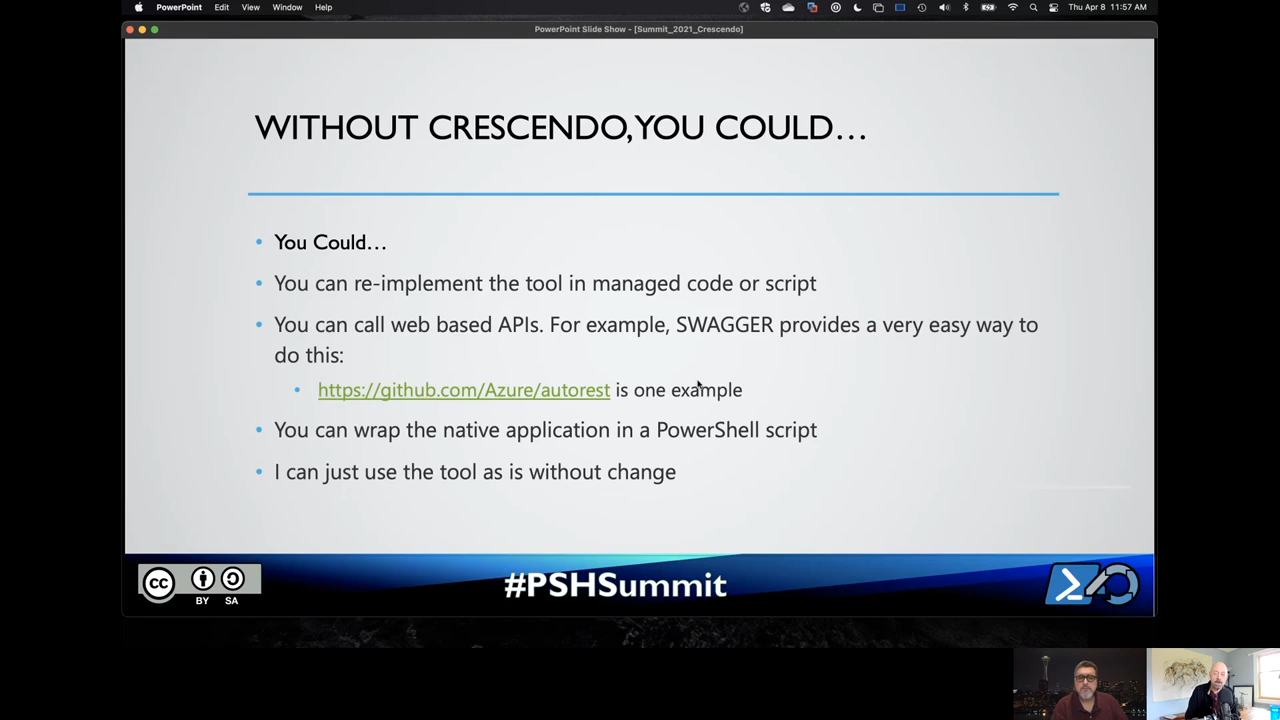 PowerPoint Edit View Window Help Thu Apr 8 11:57 AM
PowerPoint Slide Show - [Summit_2021_Crescendo]
WITHOUT CRESCENDO,YOU COULD…
• You Could…
• You can re-implement the tool in managed code or script
• You can call web based APIs. For example, SWAGGER provides a very easy way to
do this:
• https://github.com/Azure/autorest is one example
• You can wrap the native application in a PowerShell script
• I can just use the tool as is without change
cc
BY SA
#PSHSummit